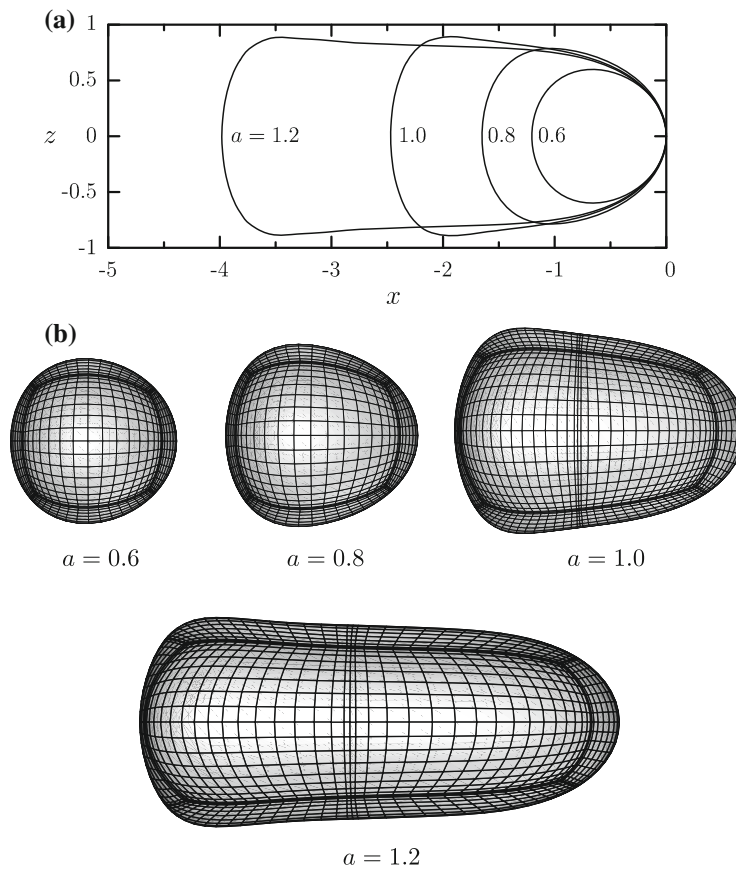 (a)
1
0.5
z
0
-0.5
-1
a = 1.2
1.0
0.8
0.6
-5
-4
-3
-2
-1
0
x
(b)
a = 0.6
a = 0.8
a = 1.0
a = 1.2